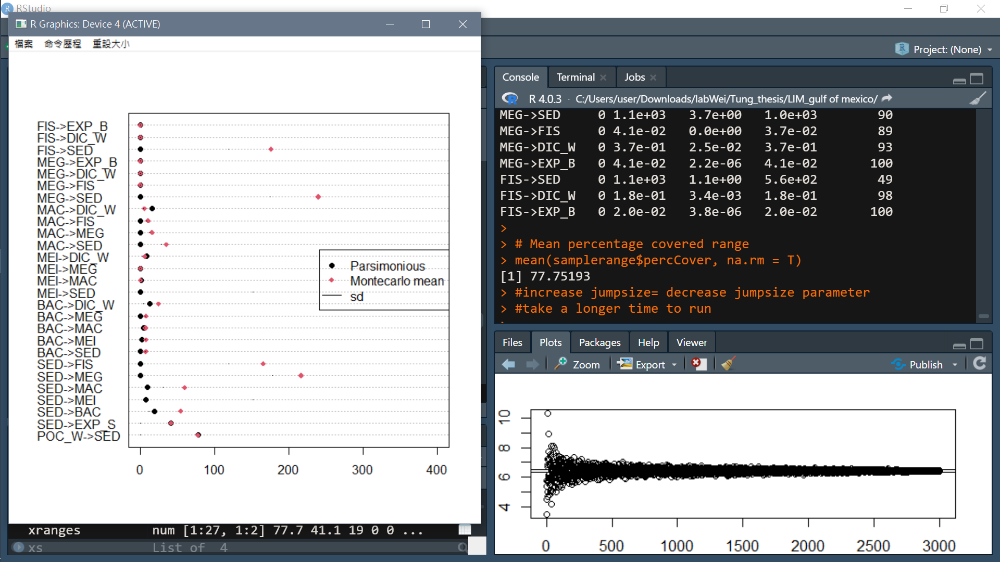 RStudio
R Graphics: Device 4 (ACTIVE)
檔案 命令歷程 重設大小
FIS->EXP_B
FIS->DIC_W
FIS->SED
MEG->EXP_B
MEG->DIC_W
MEG->FIS
MEG->SED
MAC->DIC_W
MAC->FIS
MAC->MEG
MAC->SED
MEI->DIC_W
MEI->MEG
MEI->MAC
MEI->SED
BAC->DIC_W
BAC->MEG
BAC->MAC
BAC->MEI
BAC->SED
SED->FIS
SED->MEG
SED->MAC
SED->MEI
SED->BAC
SED->EXP_S
POC_W->SED
Parsimonious
Montecarlo mean
sd
0 100 200 300 400
xranges num [1:27, 1:2] 77.7 41.1 19 0 0 ...
xs List of 4
Project: (None)
Console Terminal Jobs
R 4.0.3 · C:/Users/user/Downloads/labWei/Tung_thesis/LIM_gulf of mexico/
MEG->SED 0 1.1e+03 3.7e+00 1.0e+03 90
MEG->FIS 0 4.1e-02 0.0e+00 3.7e-02 89
MEG->DIC_W 0 3.7e-01 2.5e-02 3.7e-01 93
MEG->EXP_B 0 4.1e-02 2.2e-06 4.1e-02 100
FIS->SED 0 1.1e+03 1.1e+00 5.6e+02 49
FIS->DIC_W 0 1.8e-01 3.4e-03 1.8e-01 98
FIS->EXP_B 0 2.0e-02 3.8e-06 2.0e-02 100
>
> # Mean percentage covered range
> mean(samplerange$percCover, na.rm = T)
[1] 77.75193
> #increase jumpsize= decrease jumpsize parameter
> #take a longer time to run
Files Plots Packages Help Viewer
Zoom Export Publish
10
8
6
4
0 500 1000 1500 2000 2500 3000